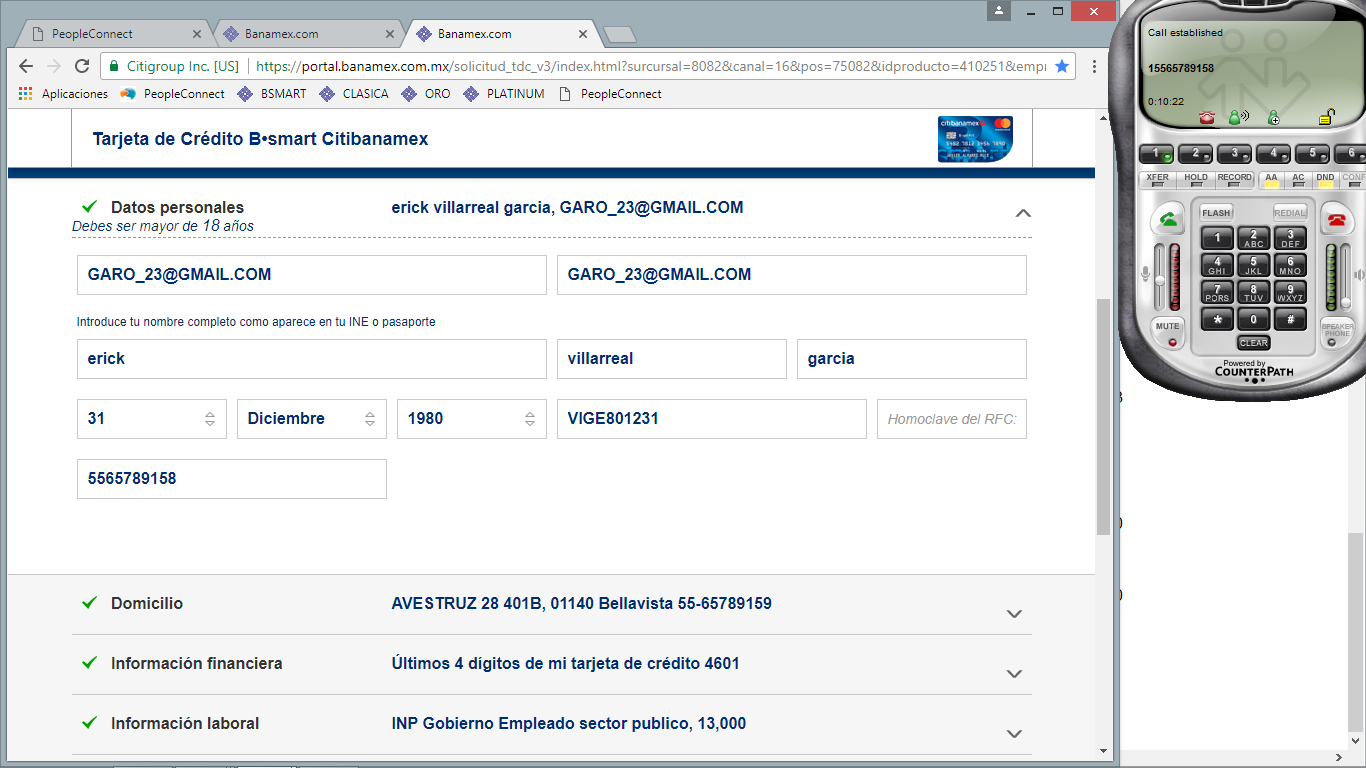 PeopleConnect
Banamex.com
Banamex.com
Citigroup Inc. [US] https://portal.banamex.com.mx/solicitud_tdc_v3/index.html?surcursal=8082&canal=16&pos=75082&idproducto=410251&empr
Aplicaciones PeopleConnect BSMART CLASICA ORO PLATINUM PeopleConnect
Tarjeta de Crédito B•smart Citibanamex
citibanamex
Datos personales erick villarreal garcia, GARO_23@GMAIL.COM
Debes ser mayor de 18 años
GARO_23@GMAIL.COM GARO_23@GMAIL.COM
Introduce tu nombre completo como aparece en tu INE o pasaporte
erick villarreal garcia
31 Diciembre 1980 VIGE801231 Homoclave del RFC:
5565789158
Domicilio AVESTRUZ 28 401B, 01140 Bellavista 55-65789159
Información financiera Últimos 4 dígitos de mi tarjeta de crédito 4601
Información laboral INP Gobierno Empleado sector publico, 13,000
Call established
15565789158
0:10:22
1 2 3 4 5 6
XFER HOLD RECORD AA AC DND CONF
FLASH REDIAL
1 2 ABC 3 DEF
4 GHI 5 JKL 6 MNO
7 PQRS 8 TUV 9 WXYZ
* 0 #
MUTE CLEAR SPEAKER PHONE
Powered by
COUNTERPATH